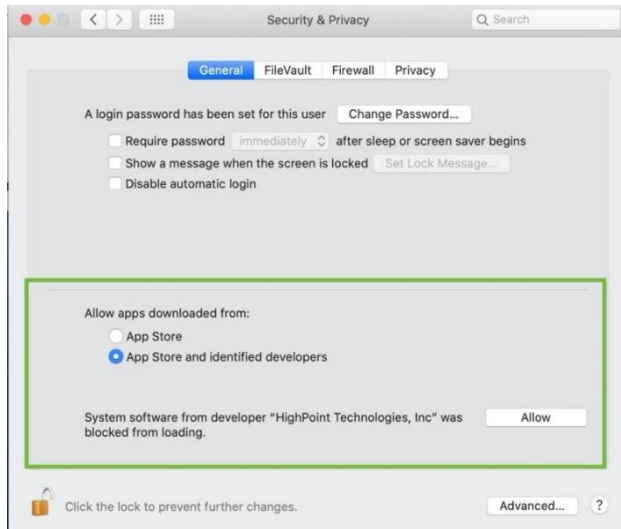 Security & Privacy
Search
General FileVault Firewall Privacy
A login password has been set for this user Change Password...
Require password immediately after sleep or screen saver begins
Show a message when the screen is locked Set Lock Message...
Disable automatic login
Allow apps downloaded from:
App Store
App Store and identified developers
System software from developer "HighPoint Technologies, Inc" was
blocked from loading.
Allow
Click the lock to prevent further changes.
Advanced... ?